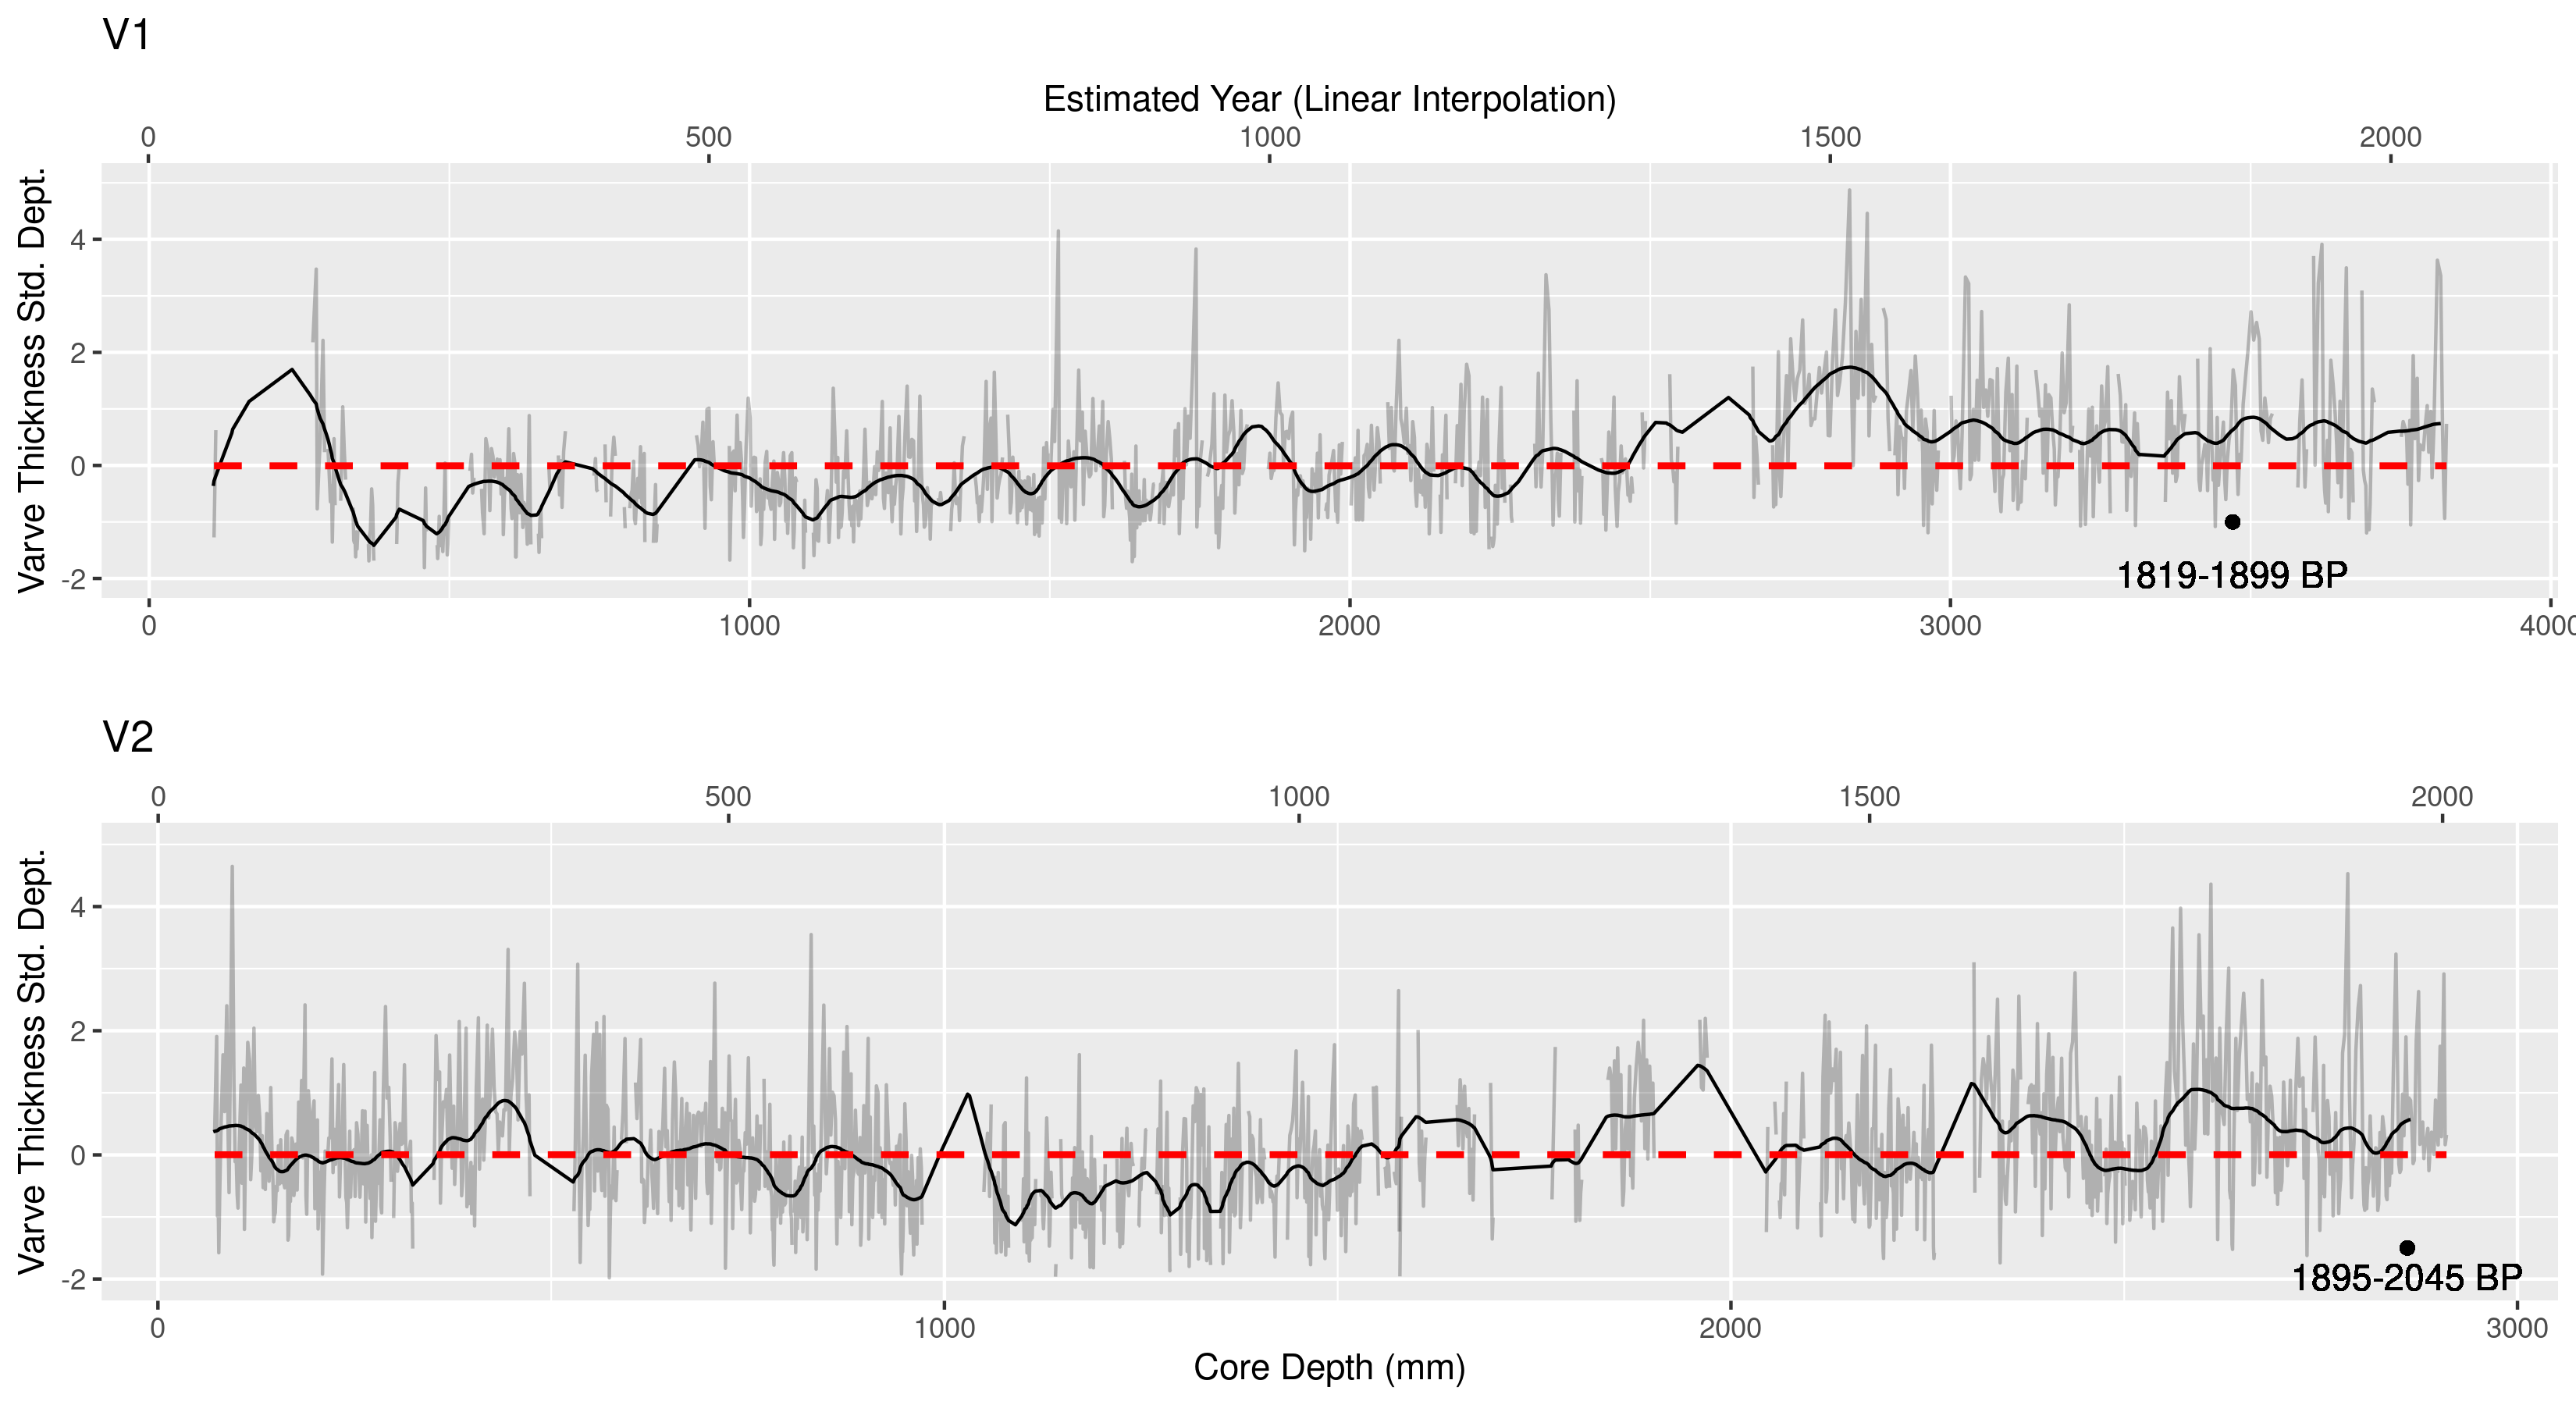 V1
Estimated Year (Linear Interpolation)
0 500 1000 1500 2000
Varve Thickness Std. Dept.
4
2
0
-2
1819-1899 BP
0 1000 2000 3000 4000
V2
0 500 1000 1500 2000
Varve Thickness Std. Dept.
4
2
0
-2
1895-2045 BP
0 1000 2000 3000
Core Depth (mm)